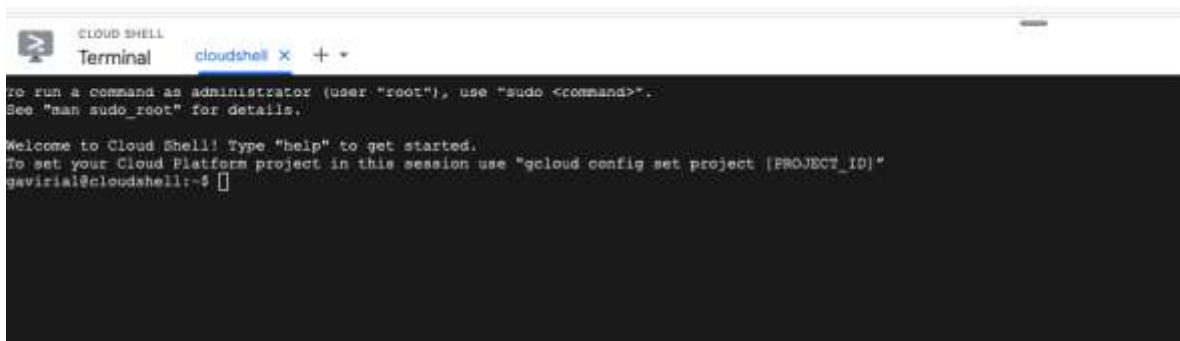 CLOUD SHELL
Terminal
cloudshell
To run a command as administrator (user "root"), use "sudo <command>".
See "man sudo_root" for details.
Welcome to Cloud Shell! Type "help" to get started.
To set your Cloud Platform project in this session use "gcloud config set project [PROJECT_ID]"
gavirial@cloudshell:~$